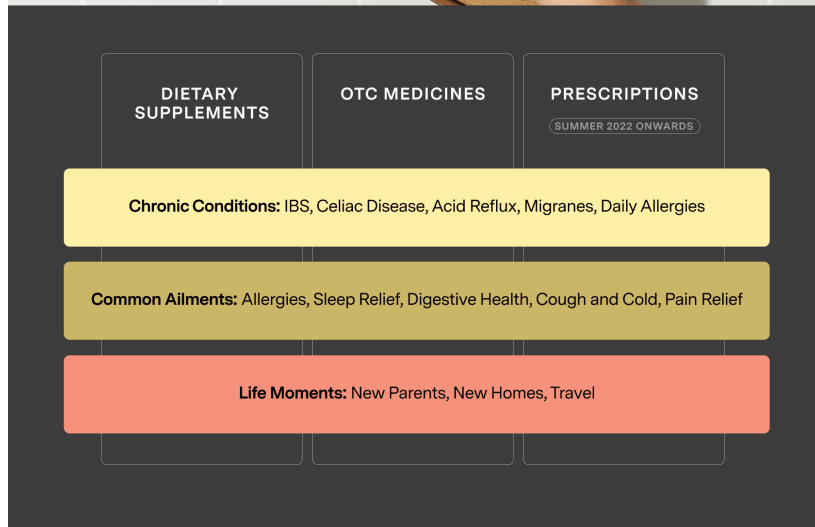 DIETARY
SUPPLEMENTS
OTC MEDICINES
PRESCRIPTIONS
SUMMER 2022 ONWARDS
Chronic Conditions: IBS, Celiac Disease, Acid Reflux, Migranes, Daily Allergies
Common Ailments: Allergies, Sleep Relief, Digestive Health, Cough and Cold, Pain Relief
Life Moments: New Parents, New Homes, Travel